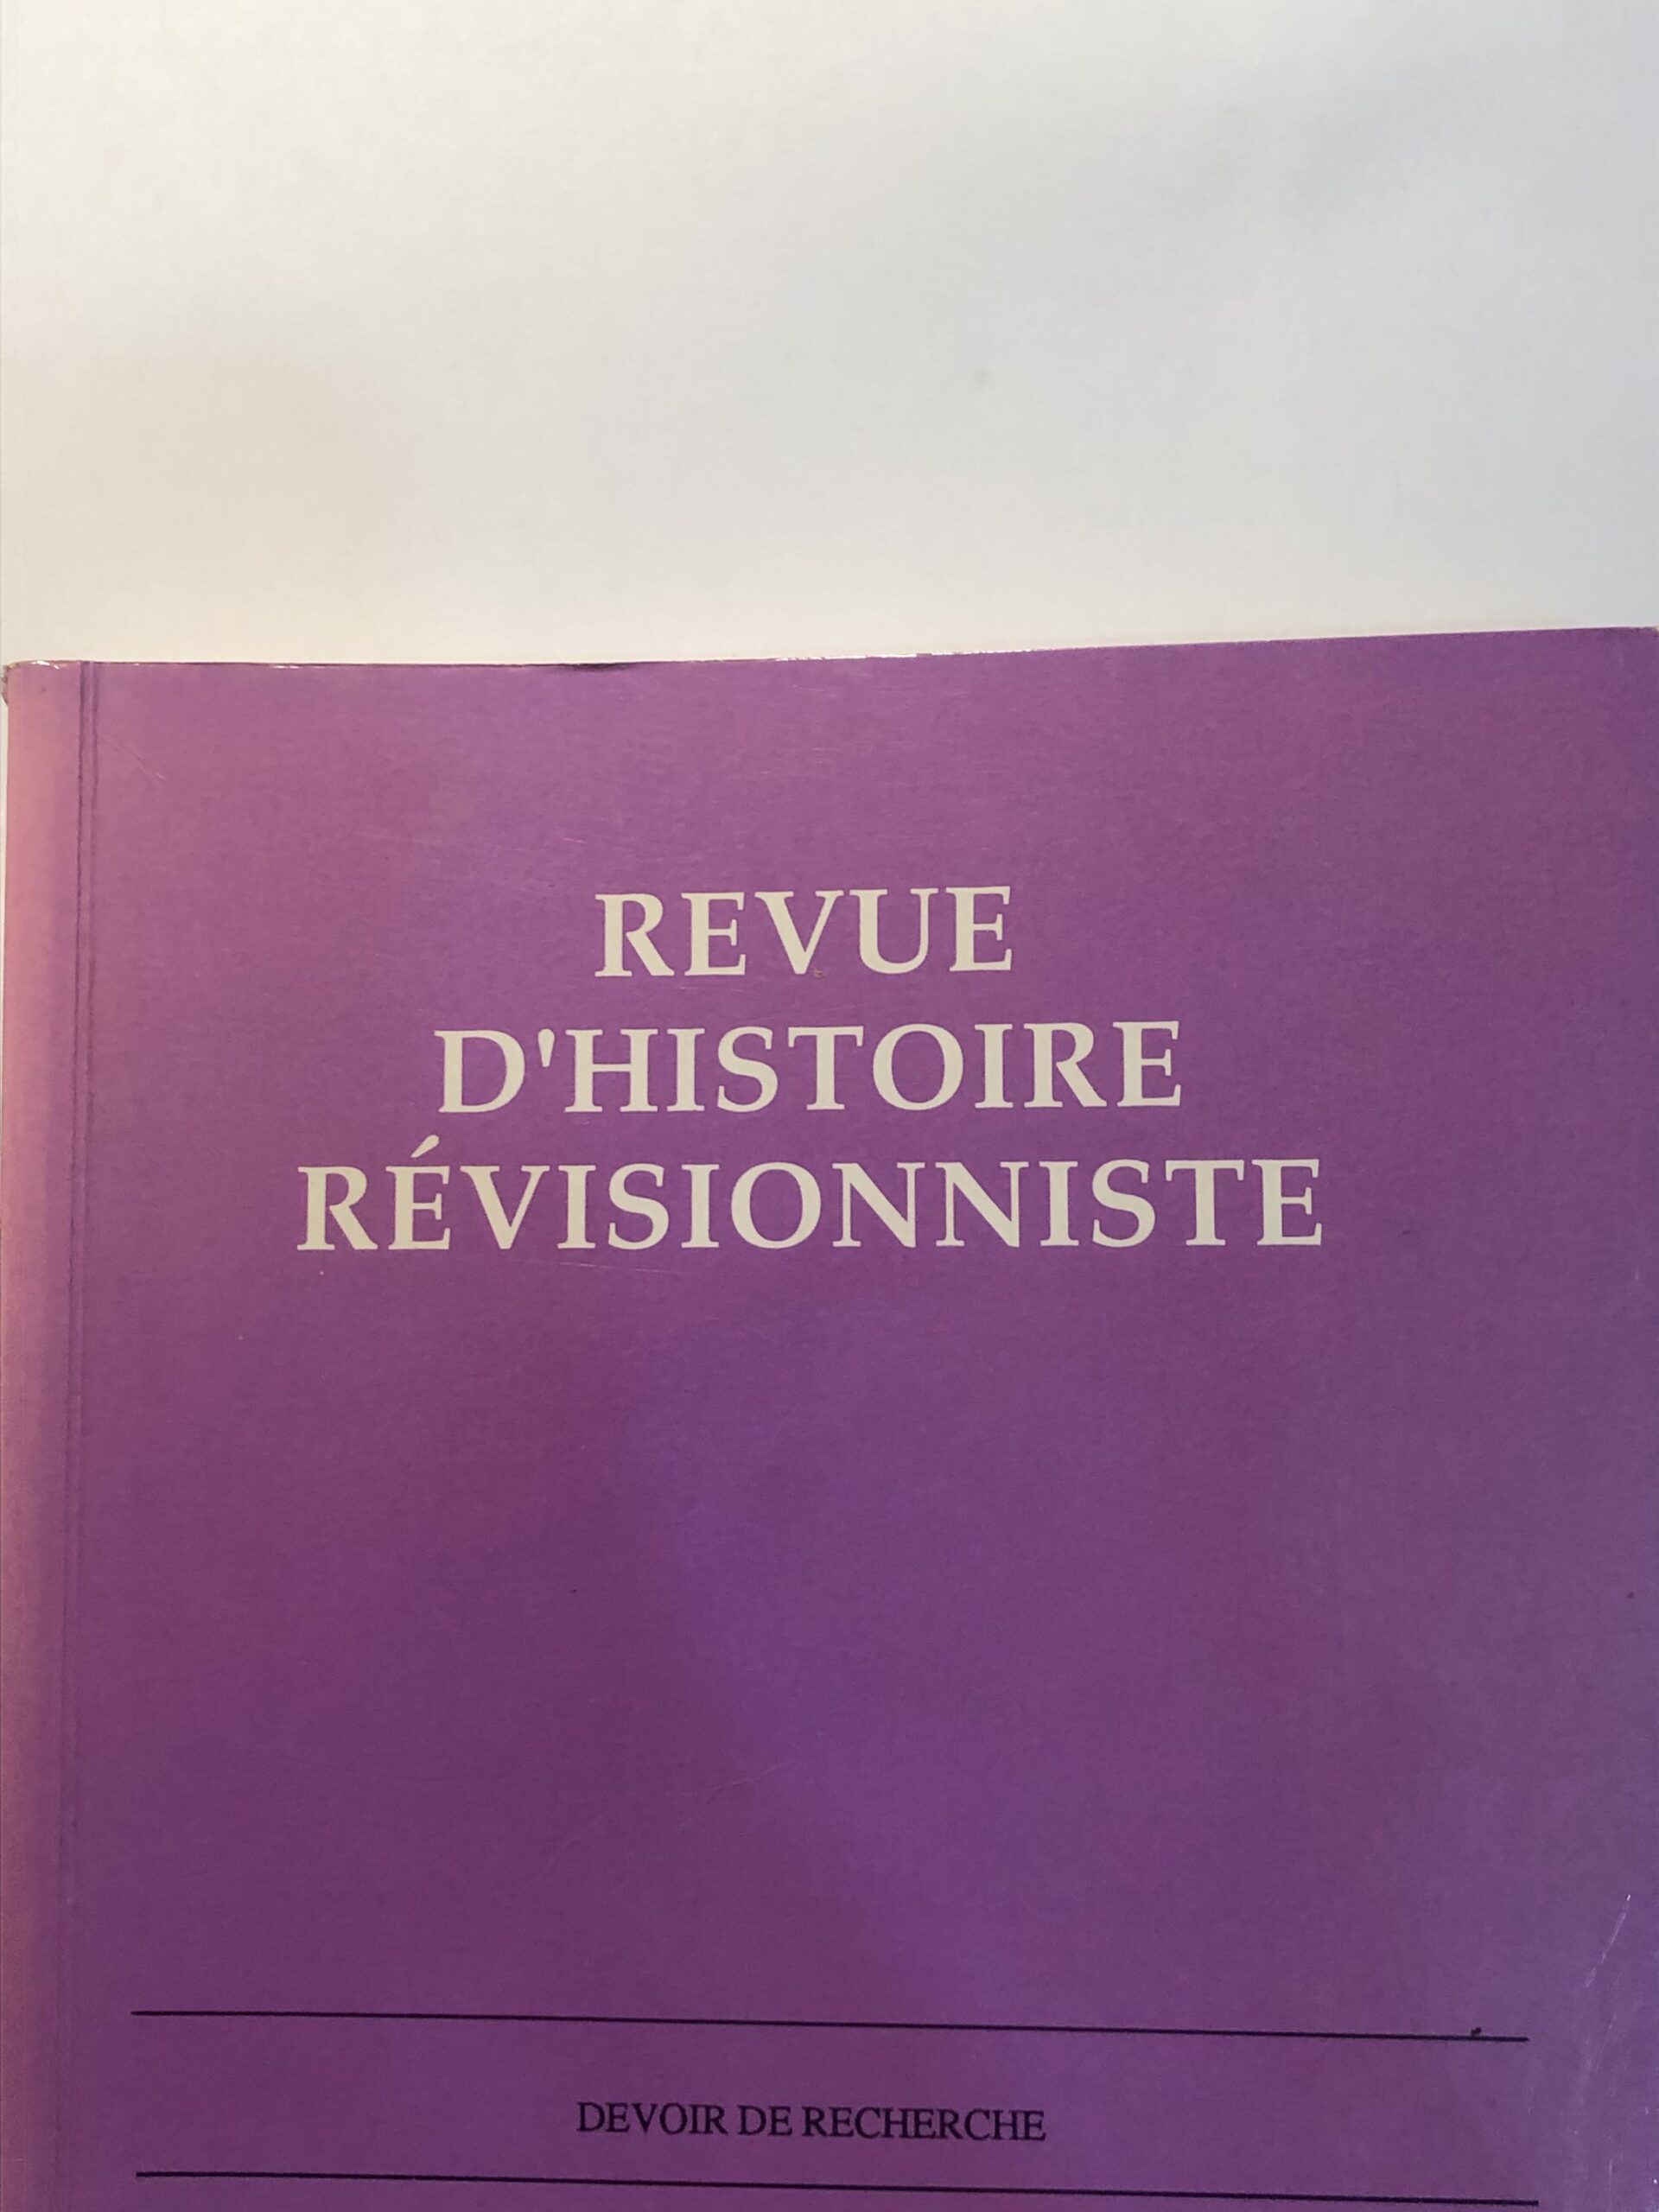 REVUE
D'HISTOIRE
RÉVISIONNISTE
DEVOIR DE RECHERCHE